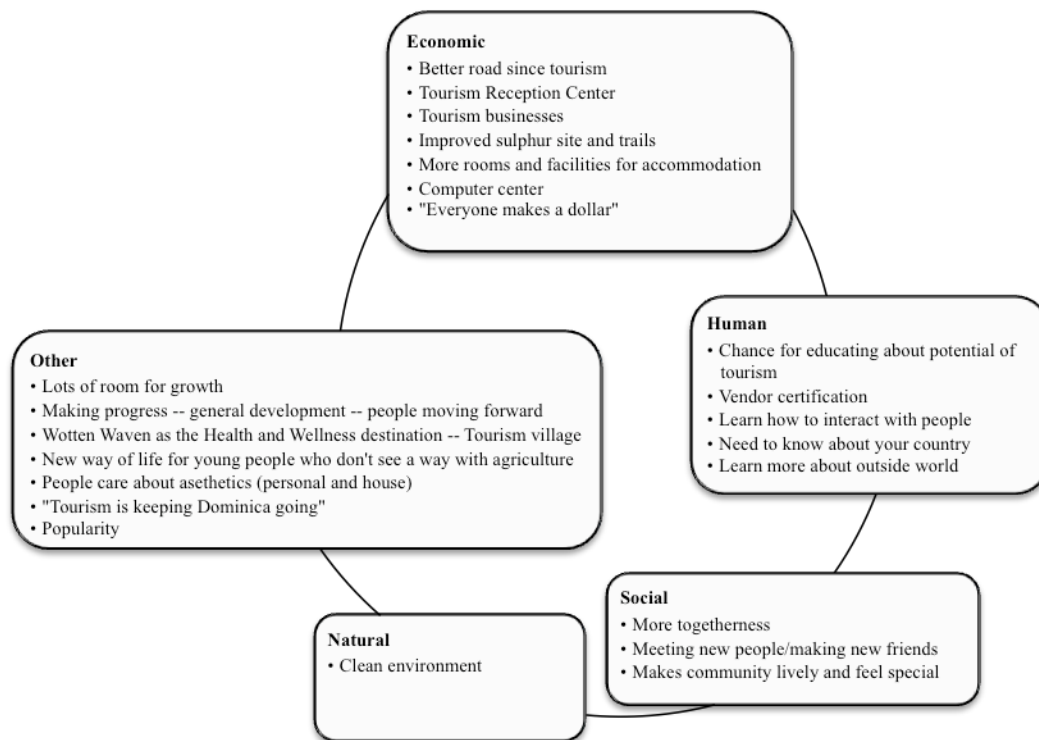 Economic
• Better road since tourism
• Tourism Reception Center
• Tourism businesses
• Improved sulphur site and trails
• More rooms and facilities for accommodation
• Computer center
• "Everyone makes a dollar"
Human
• Chance for educating about potential of
tourism
• Vendor certification
• Learn how to interact with people
• Need to know about your country
• Learn more about outside world
Social
• More togetherness
• Meeting new people/making new friends
• Makes community lively and feel special
Natural
• Clean environment
Other
• Lots of room for growth
• Making progress -- general development -- people moving forward
• Wotten Waven as the Health and Wellness destination -- Tourism village
• New way of life for young people who don't see a way with agriculture
• People care about asethetics (personal and house)
• "Tourism is keeping Dominica going"
• Popularity